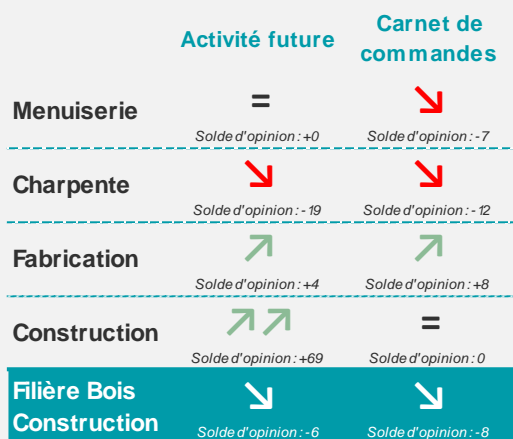 Activité future
Carnet de
commandes
Menuiserie
=
Solde d'opinion : +0
Solde d'opinion : -7
Charpente
Solde d'opinion : -19
Solde d'opinion : -12
Fabrication
Solde d'opinion : +4
Solde d'opinion : +8
Construction
=
Solde d'opinion : +69
Solde d'opinion : 0
Filière Bois
Construction
Solde d'opinion : -6
Solde d'opinion : -8